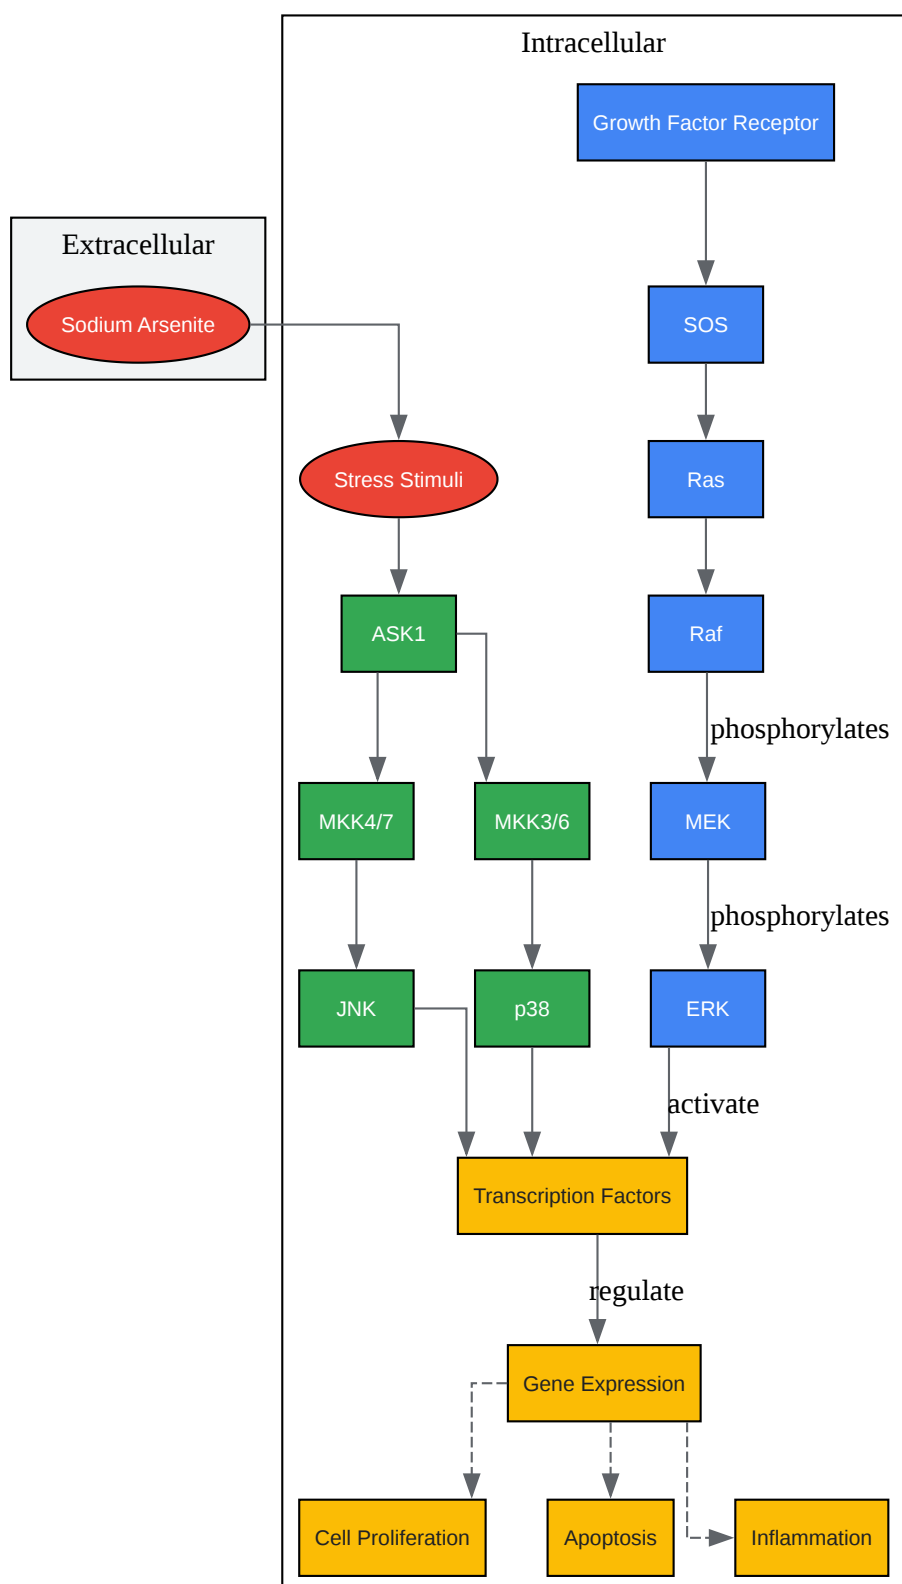 Intracellular
Growth Factor Receptor
Extracellular
Sodium Arsenite
SOS
Stress Stimuli
Ras
ASK1
Raf
phosphorylates
MKK4/7
MKK3/6
MEK
phosphorylates
JNK
p38
ERK
activate
Transcription Factors
regulate
Gene Expression
Cell Proliferation
Apoptosis
Inflammation